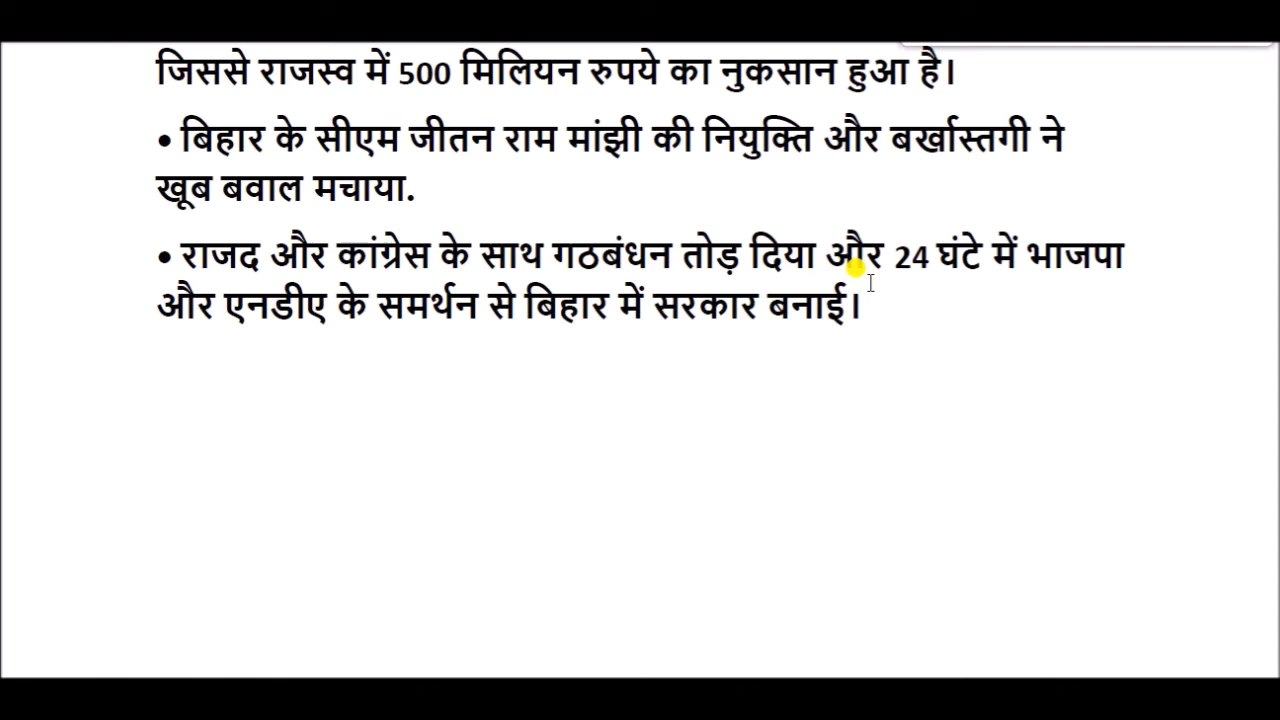 जिससे राजस्व में 500 मिलियन रुपये का नुकसान हुआ है।
• बिहार के सीएम जीतन राम मांझी की नियुक्ति और बर्खास्तगी ने
खूब बवाल मचाया.
• राजद और कांग्रेस के साथ गठबंधन तोड़ दिया और 24 घंटे में भाजपा
और एनडीए के समर्थन से बिहार में सरकार बनाई।